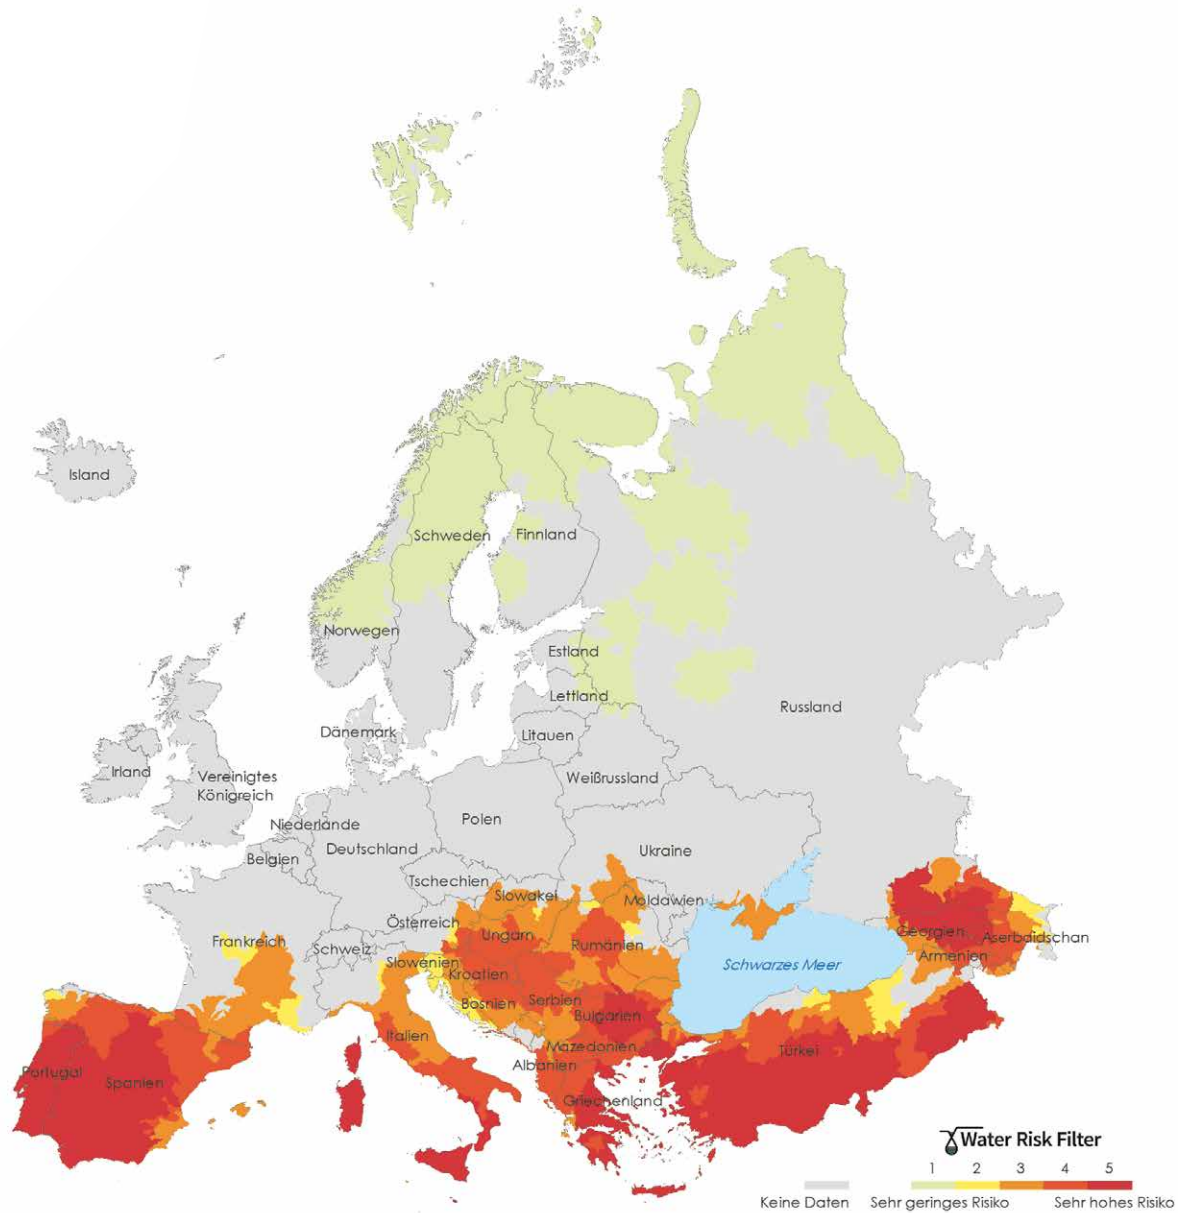 Island
Schweden
Finnland
Norwegen
Estland
Lettland
Russland
Dänemark
Litauen
Irland
Vereinigtes
Königreich
Weißrussland
Niederlande
Polen
Belgien
Deutschland
Ukraine
Tschechien
Slowakei
Moldawien
Österreich
Frankreich
Schweiz
Ungarn
Rumänien
Georgien
Aserbaidschan
Slowenien
Kroatien
Armenien
Schwarzes Meer
Bosnien
Serbien
Bulgarien
Italien
Mazedonien
Türkei
Albanien
Portugal
Spanien
Griechenland
Water Risk Filter
1 2 3 4 5
Keine Daten Sehr geringes Risiko Sehr hohes Risiko